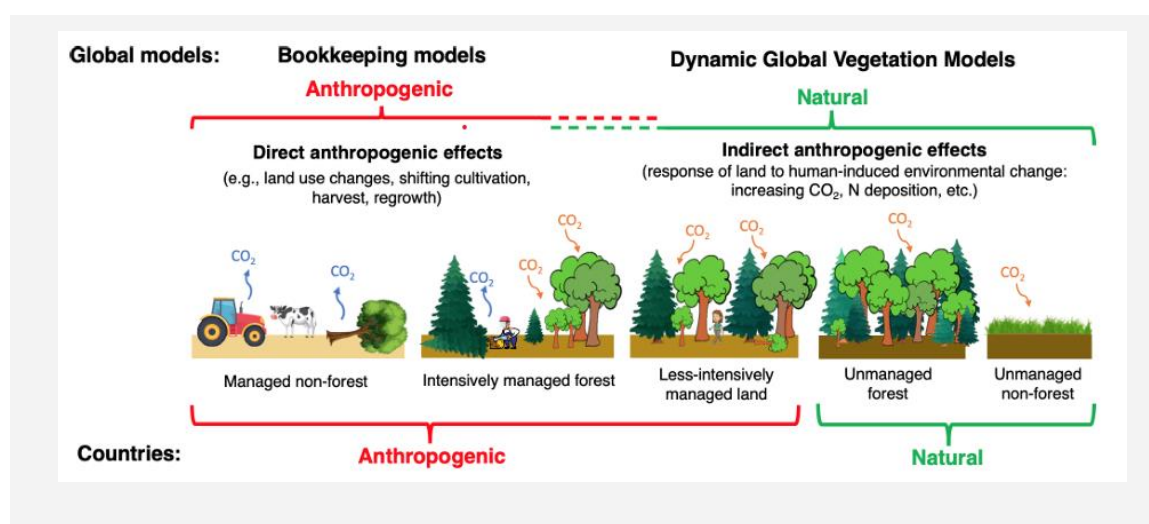 Global models:
Bookkeeping models
Dynamic Global Vegetation Models
Anthropogenic
Natural
Direct anthropogenic effects
(e.g., land use changes, shifting cultivation,
harvest, regrowth)
Indirect anthropogenic effects
(response of land to human-induced environmental change:
increasing CO₂, N deposition, etc.)
CO₂
CO₂
CO₂
CO₂
CO₂
CO₂
CO₂
CO₂
CO₂
Managed non-forest
Intensively managed forest
Less-intensively
managed land
Unmanaged
forest
Unmanaged
non-forest
Countries:
Anthropogenic
Natural